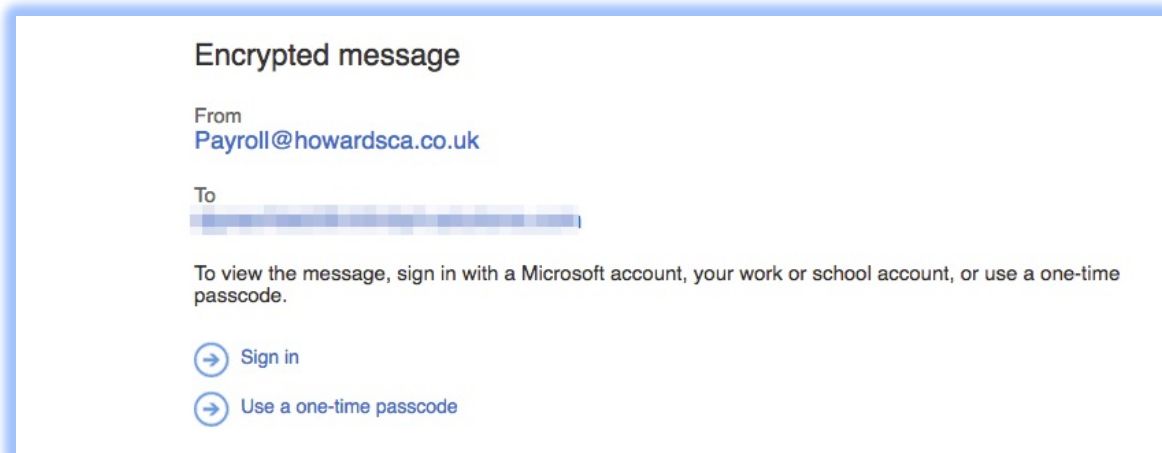 Encrypted message
From
Payroll@howardsca.co.uk
To
To view the message, sign in with a Microsoft account, your work or school account, or use a one-time
passcode.
Sign in
Use a one-time passcode